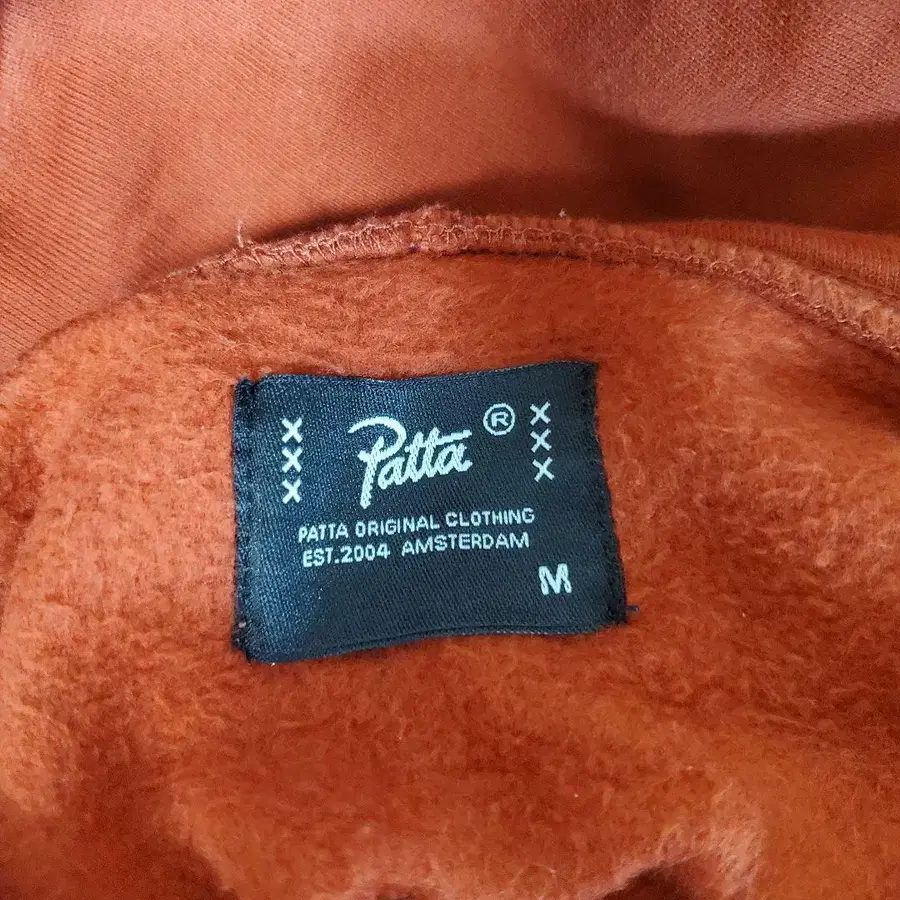 Patta ®
XXX
XXX
PATTA ORIGINAL CLOTHING
EST.2004 AMSTERDAM
M